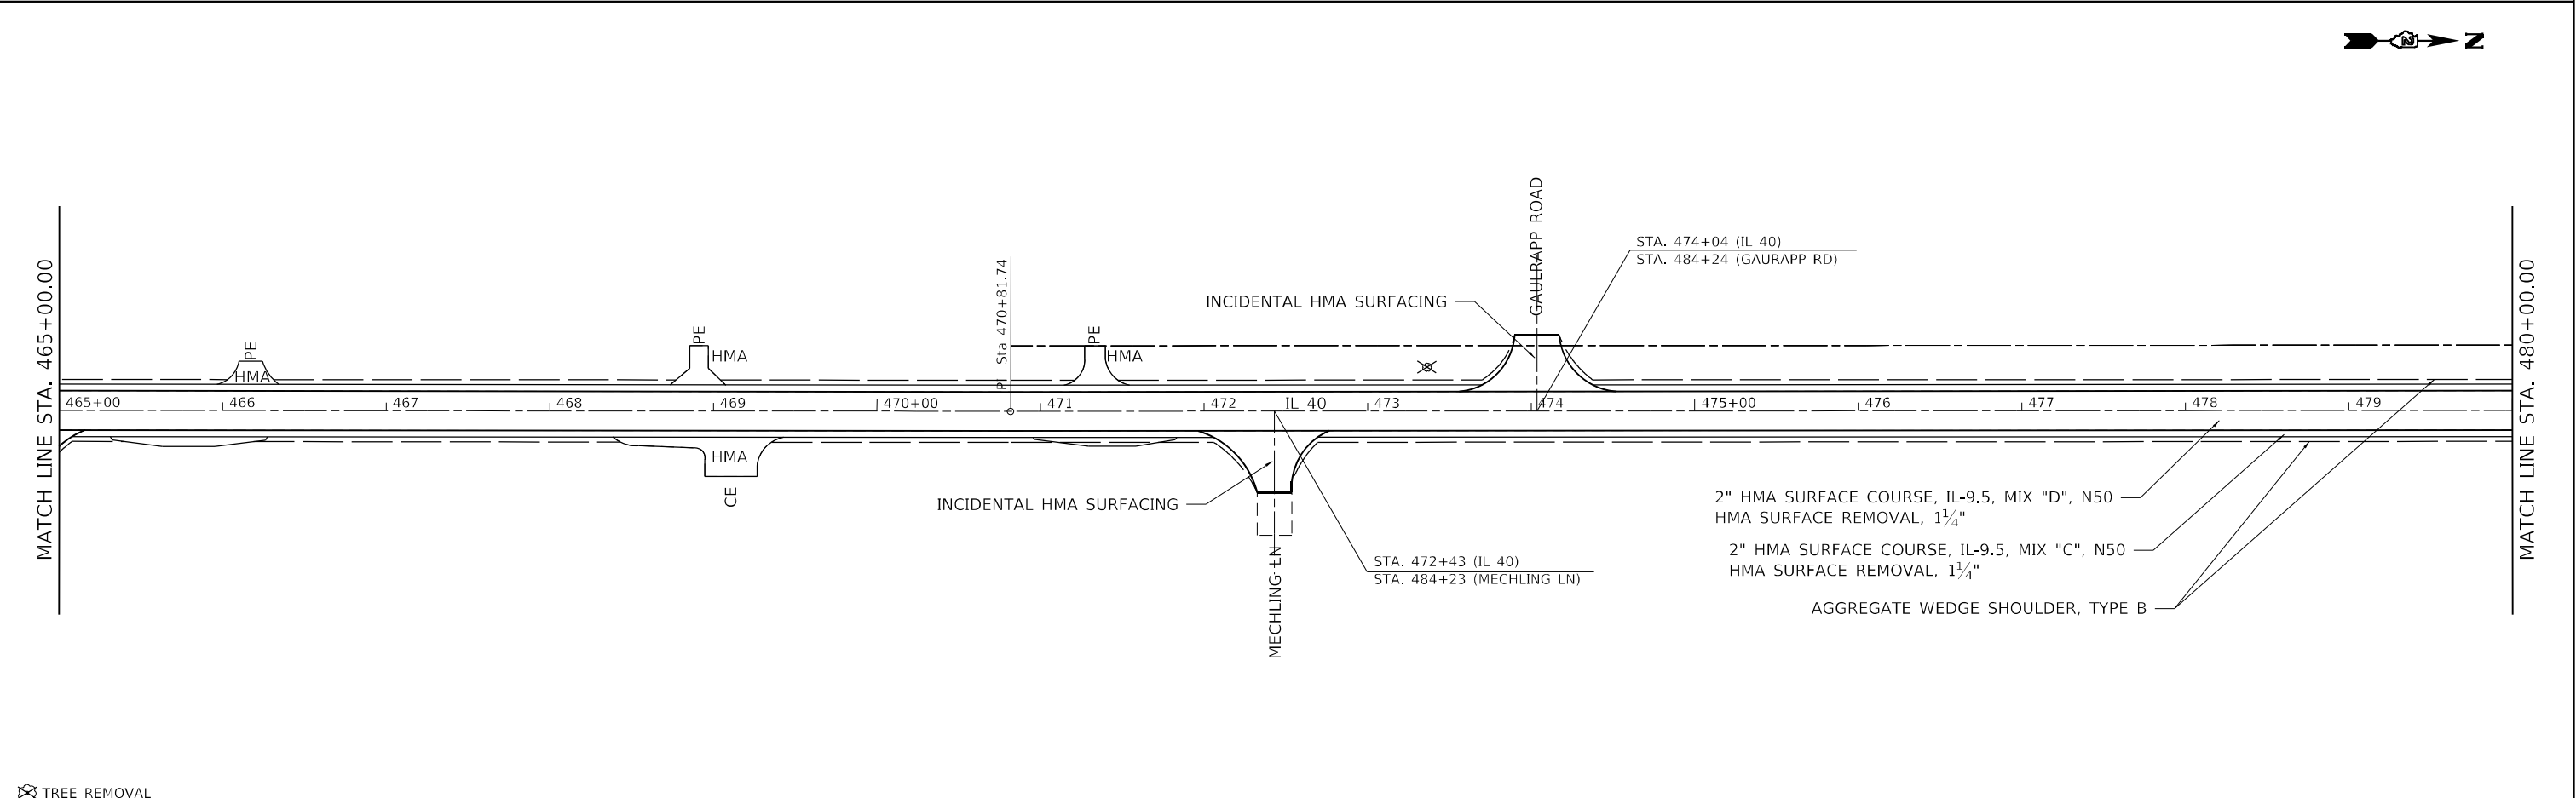 N
MATCH LINE STA. 465+00.00
PE
HMA
PE
HMA
PI Sta 470+81.74
PE
HMA
INCIDENTAL HMA SURFACING
GAULRAPP ROAD
STA. 474+04 (IL 40)
STA. 484+24 (GAURAPP RD)
465+00 466 467 468 469 470+00 471 472 IL 40 473 474 475+00 476 477 478 479
HMA
CE
INCIDENTAL HMA SURFACING
MECHLING LN
STA. 472+43 (IL 40)
STA. 484+23 (MECHLING LN)
2" HMA SURFACE COURSE, IL-9.5, MIX "D", N50
HMA SURFACE REMOVAL, 1¼"
2" HMA SURFACE COURSE, IL-9.5, MIX "C", N50
HMA SURFACE REMOVAL, 1¼"
AGGREGATE WEDGE SHOULDER, TYPE B
MATCH LINE STA. 480+00.00
TREE REMOVAL